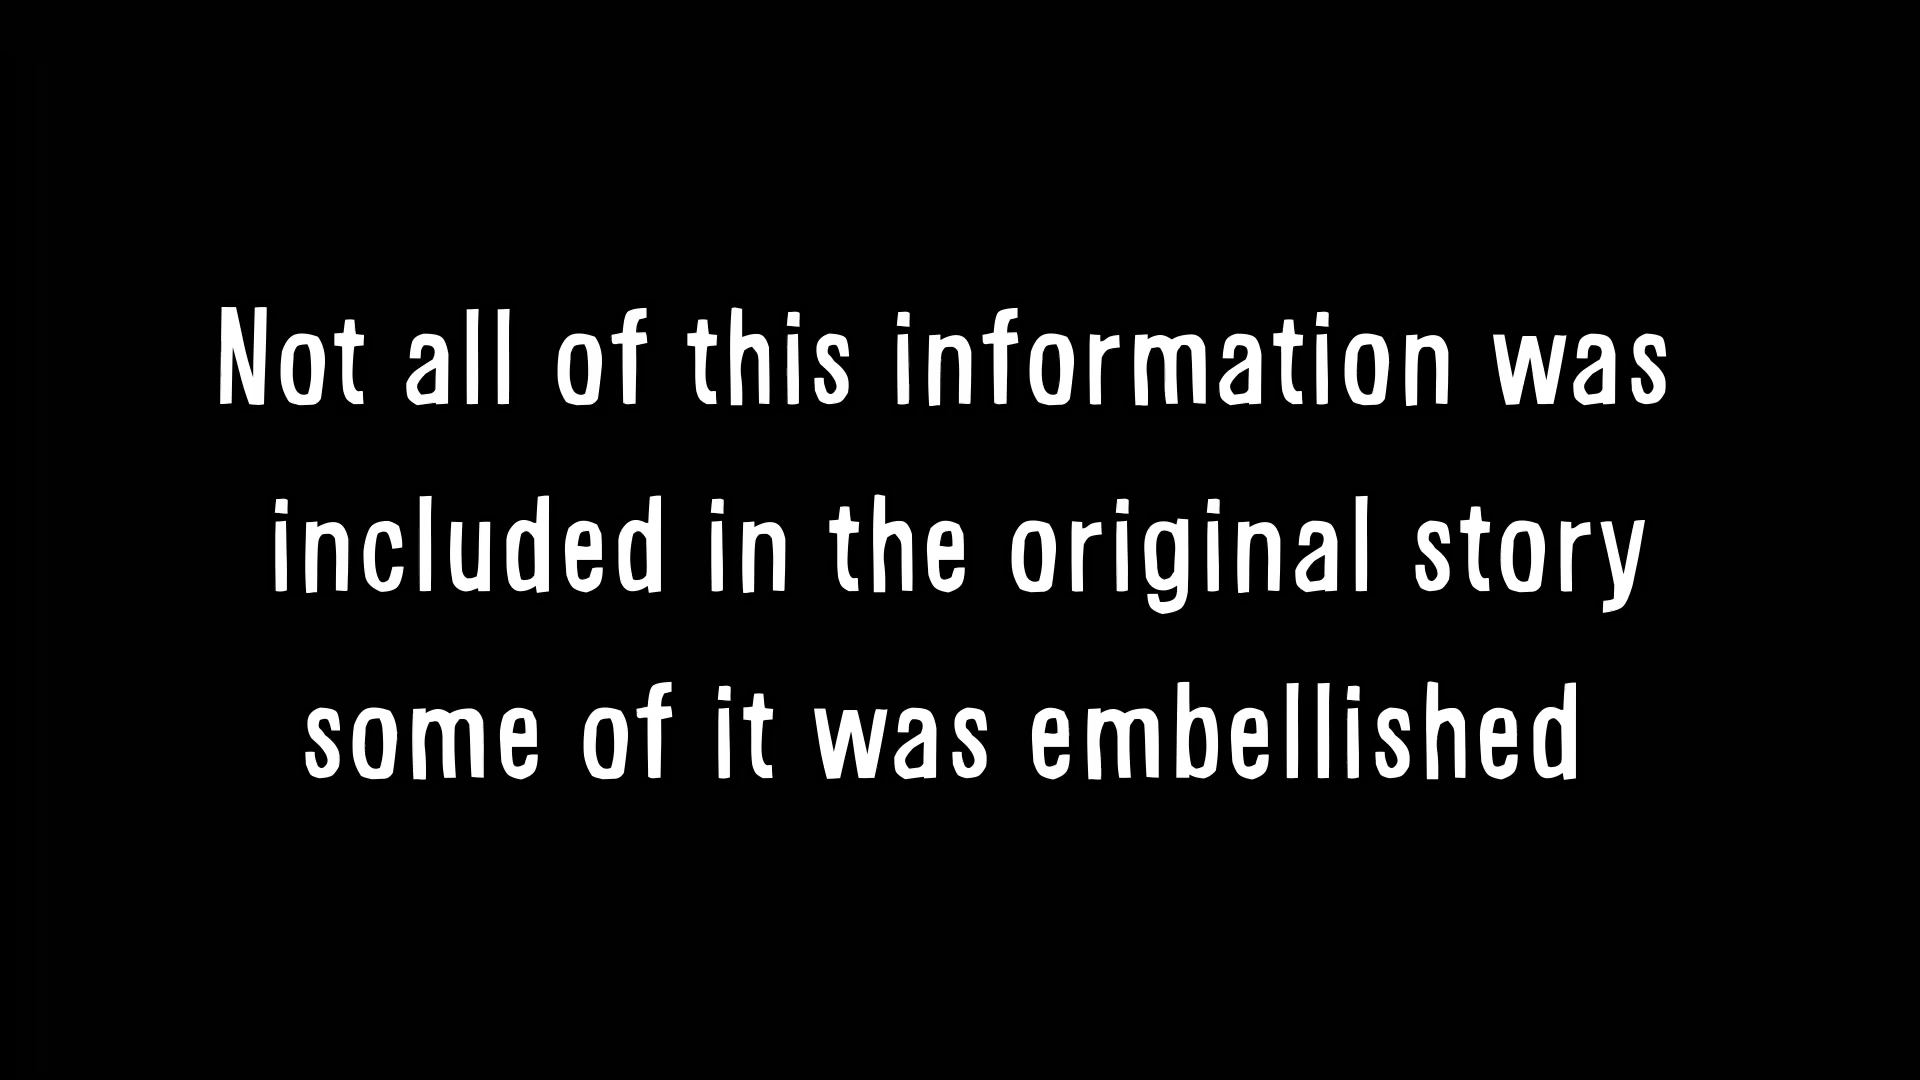 Not all of this information was
included in the original story
some of it was embellished